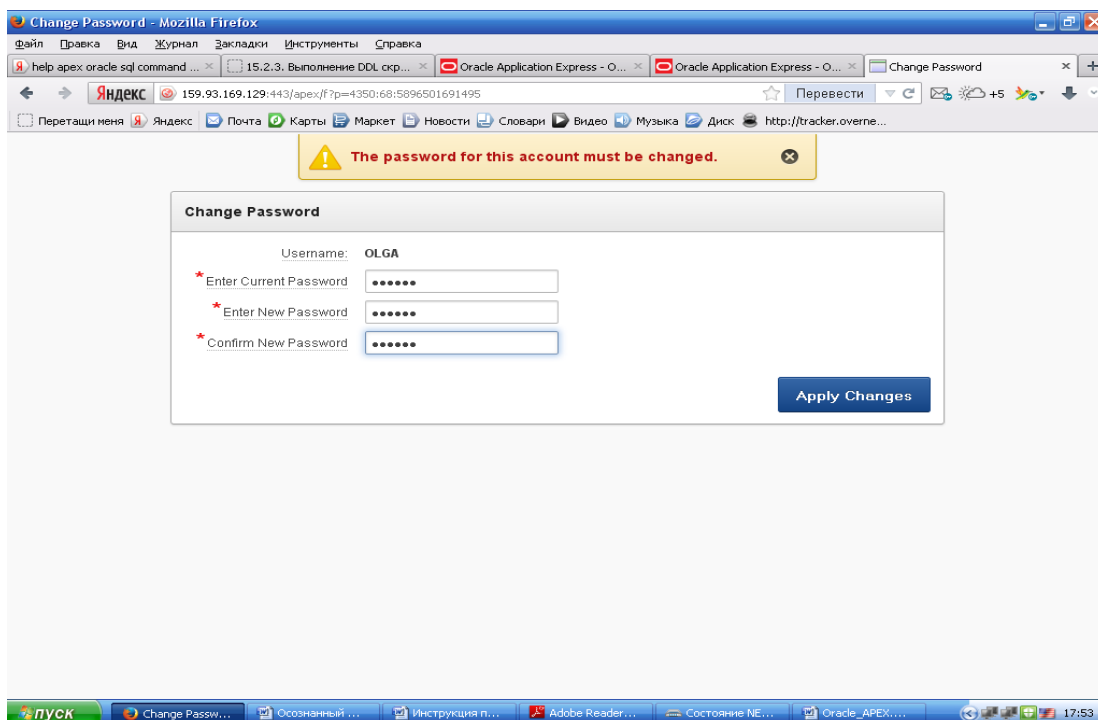 Change Password - Mozilla Firefox
Файл Правка Вид Журнал Закладки Инструменты Справка
Я help apex oracle sql command ... 15.2.3. Выполнение DDL скр... Oracle Application Express - O... Oracle Application Express - O... Change Password
Яндекс 159.93.169.129:443/apex/f?p=4350:68:5896501691495 Перевести +5
Перетащи меня Я Яндекс Почта Карты Маркет Новости Словари Видео Музыка Диск http://tracker.overne...
The password for this account must be changed.
Change Password
Username: OLGA
*Enter Current Password ••••••
*Enter New Password ••••••
*Confirm New Password ••••••
Apply Changes
пуск Change Passw... Осознанный ... Инструкция п... Adobe Reader... Состояние NE... Oracle_APEX.... 17:53